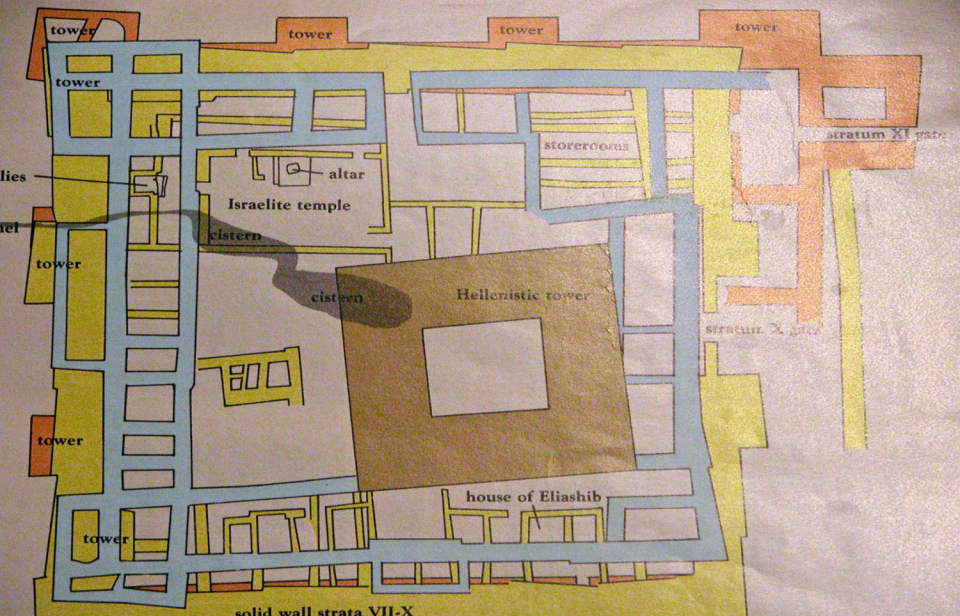 tower
tower
tower
tower
tower
stratum XI gate
storerooms
lies
altar
Israelite temple
nel
cistern
tower
cistern
Hellenistic tower
stratum X gate
tower
house of Eliashib
tower
solid wall strata VII-X